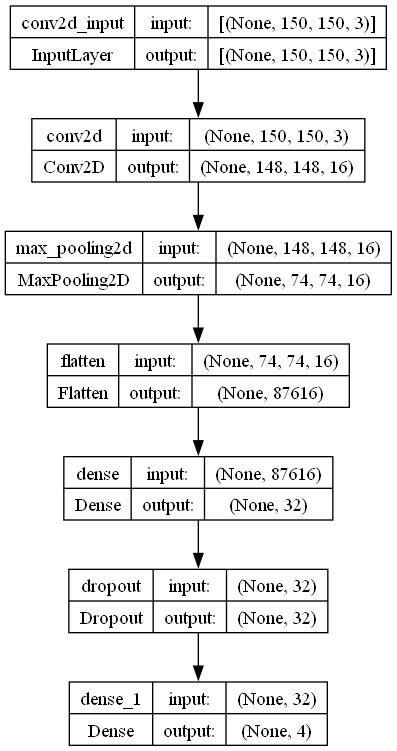 conv2d_input input: [(None, 150, 150, 3)]
InputLayer output: [(None, 150, 150, 3)]
conv2d input: (None, 150, 150, 3)
Conv2D output: (None, 148, 148, 16)
max_pooling2d input: (None, 148, 148, 16)
MaxPooling2D output: (None, 74, 74, 16)
flatten input: (None, 74, 74, 16)
Flatten output: (None, 87616)
dense input: (None, 87616)
Dense output: (None, 32)
dropout input: (None, 32)
Dropout output: (None, 32)
dense_1 input: (None, 32)
Dense output: (None, 4)